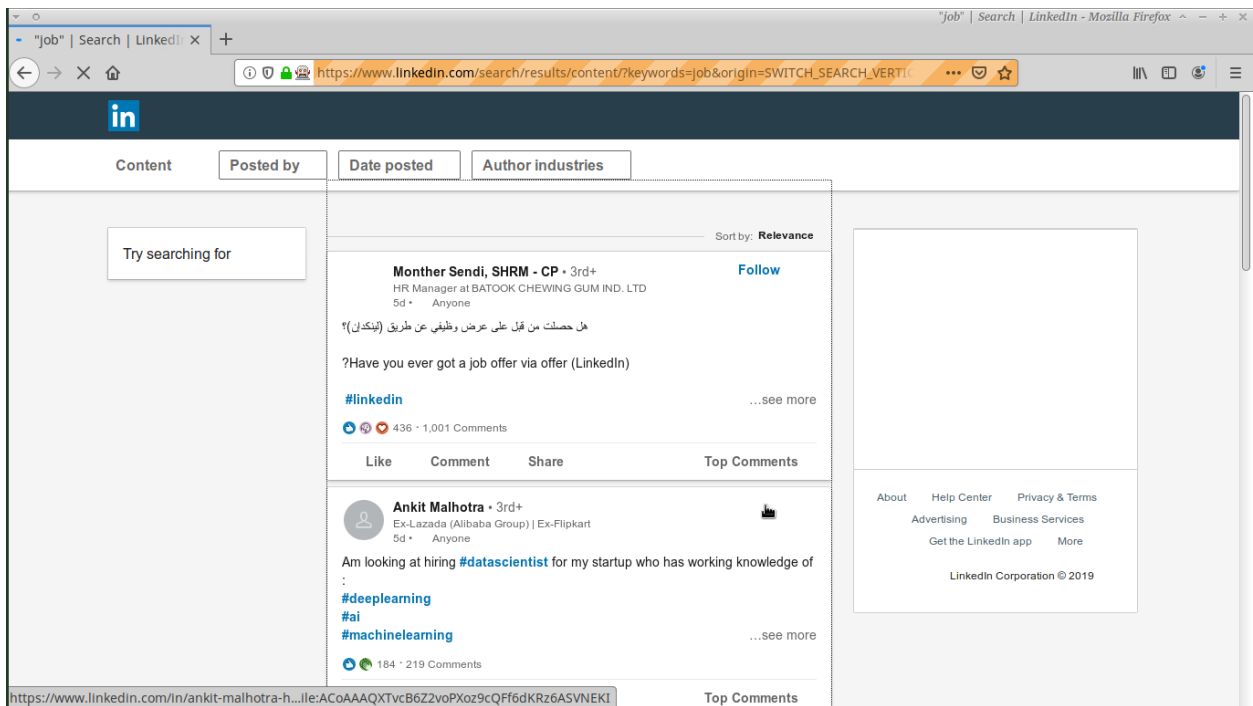 "job" | Search | LinkedIn - Mozilla Firefox
"job" | Search | LinkedIn
https://www.linkedin.com/search/results/content/?keywords=job&origin=SWITCH_SEARCH_VERTIC
in
Content Posted by Date posted Author industries
Try searching for
Sort by: Relevance
Monther Sendi, SHRM - CP • 3rd+
Follow
HR Manager at BATOOK CHEWING GUM IND. LTD
5d • Anyone
هل حصلت من قبل على عرض وظيفي عن طريق (لينكدإن)؟
?Have you ever got a job offer via offer (LinkedIn)
#linkedin
…see more
436 · 1,001 Comments
Like Comment Share Top Comments
Ankit Malhotra • 3rd+
Ex-Lazada (Alibaba Group) | Ex-Flipkart
5d • Anyone
Am looking at hiring #datascientist for my startup who has working knowledge of
:
#deeplearning
#ai
#machinelearning
…see more
184 · 219 Comments
Top Comments
About Help Center Privacy & Terms
Advertising Business Services
Get the LinkedIn app More
LinkedIn Corporation © 2019
https://www.linkedin.com/in/ankit-malhotra-h...ile:ACoAAAQXTvcB6Z2voPXoz9cQFf6dKRz6ASVNEKI